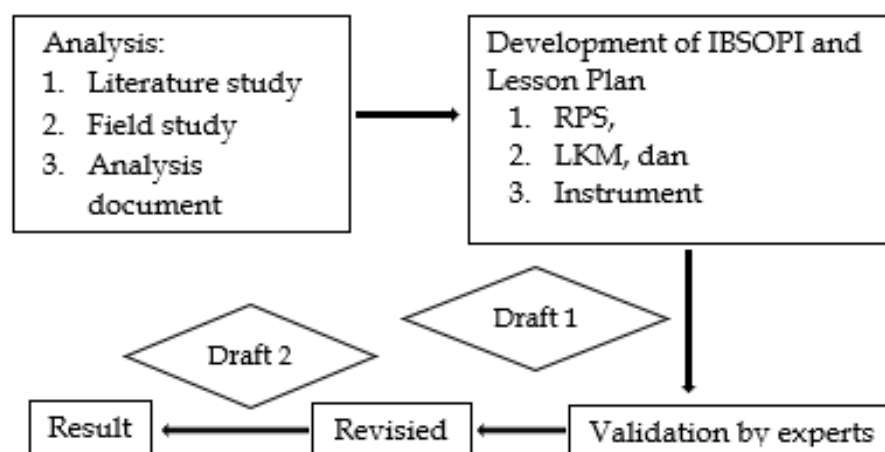 Analysis:
1. Literature study
2. Field study
3. Analysis
document
Development of IBSOPI and
Lesson Plan
1. RPS,
2. LKM, dan
3. Instrument
Draft 1
Draft 2
Validation by experts
Revisied
Result